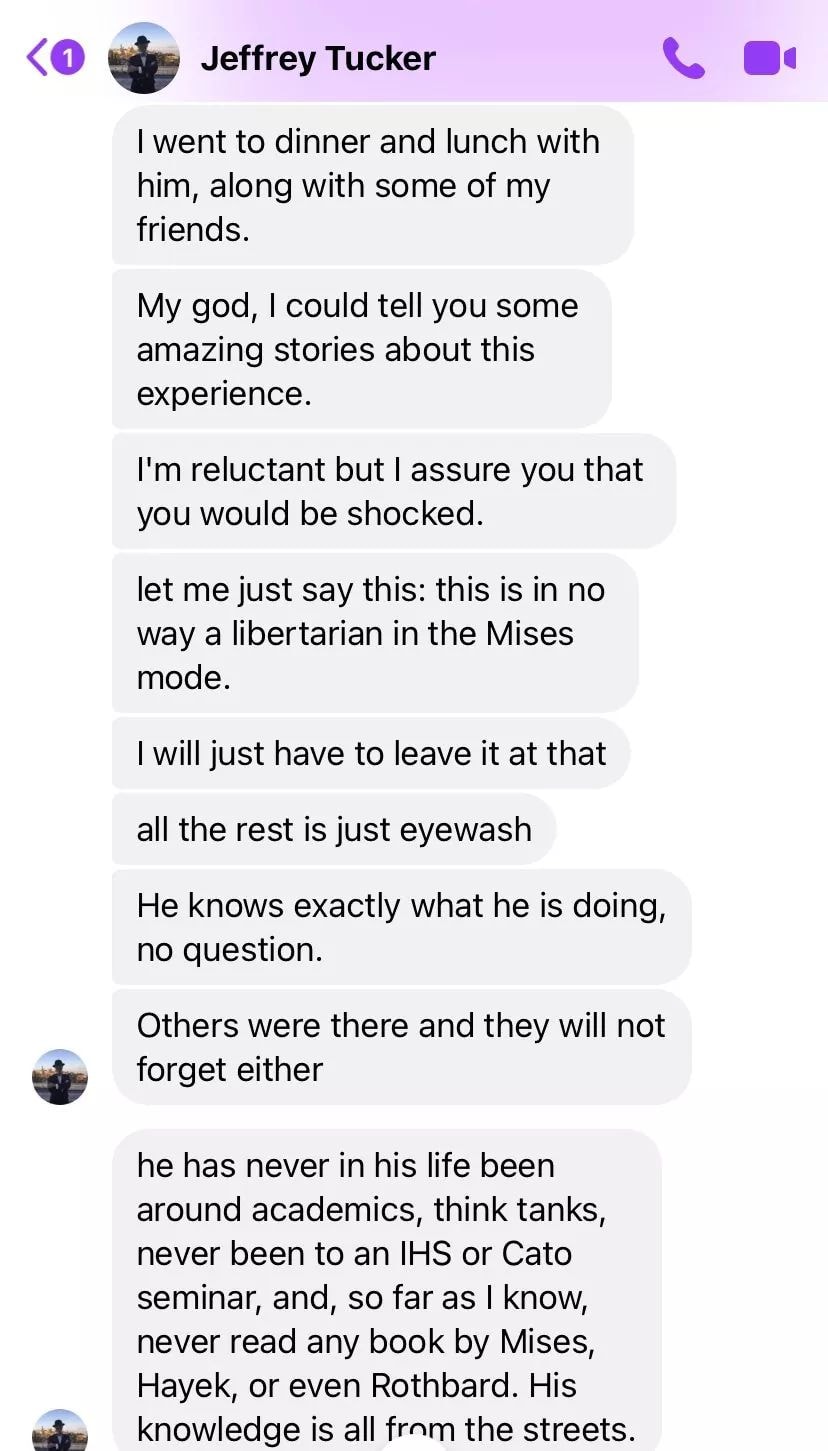 1
Jeffrey Tucker
I went to dinner and lunch with
him, along with some of my
friends.
My god, I could tell you some
amazing stories about this
experience.
I'm reluctant but I assure you that
you would be shocked.
let me just say this: this is in no
way a libertarian in the Mises
mode.
I will just have to leave it at that
all the rest is just eyewash
He knows exactly what he is doing,
no question.
Others were there and they will not
forget either
he has never in his life been
around academics, think tanks,
never been to an IHS or Cato
seminar, and, so far as I know,
never read any book by Mises,
Hayek, or even Rothbard. His
knowledge is all from the streets.